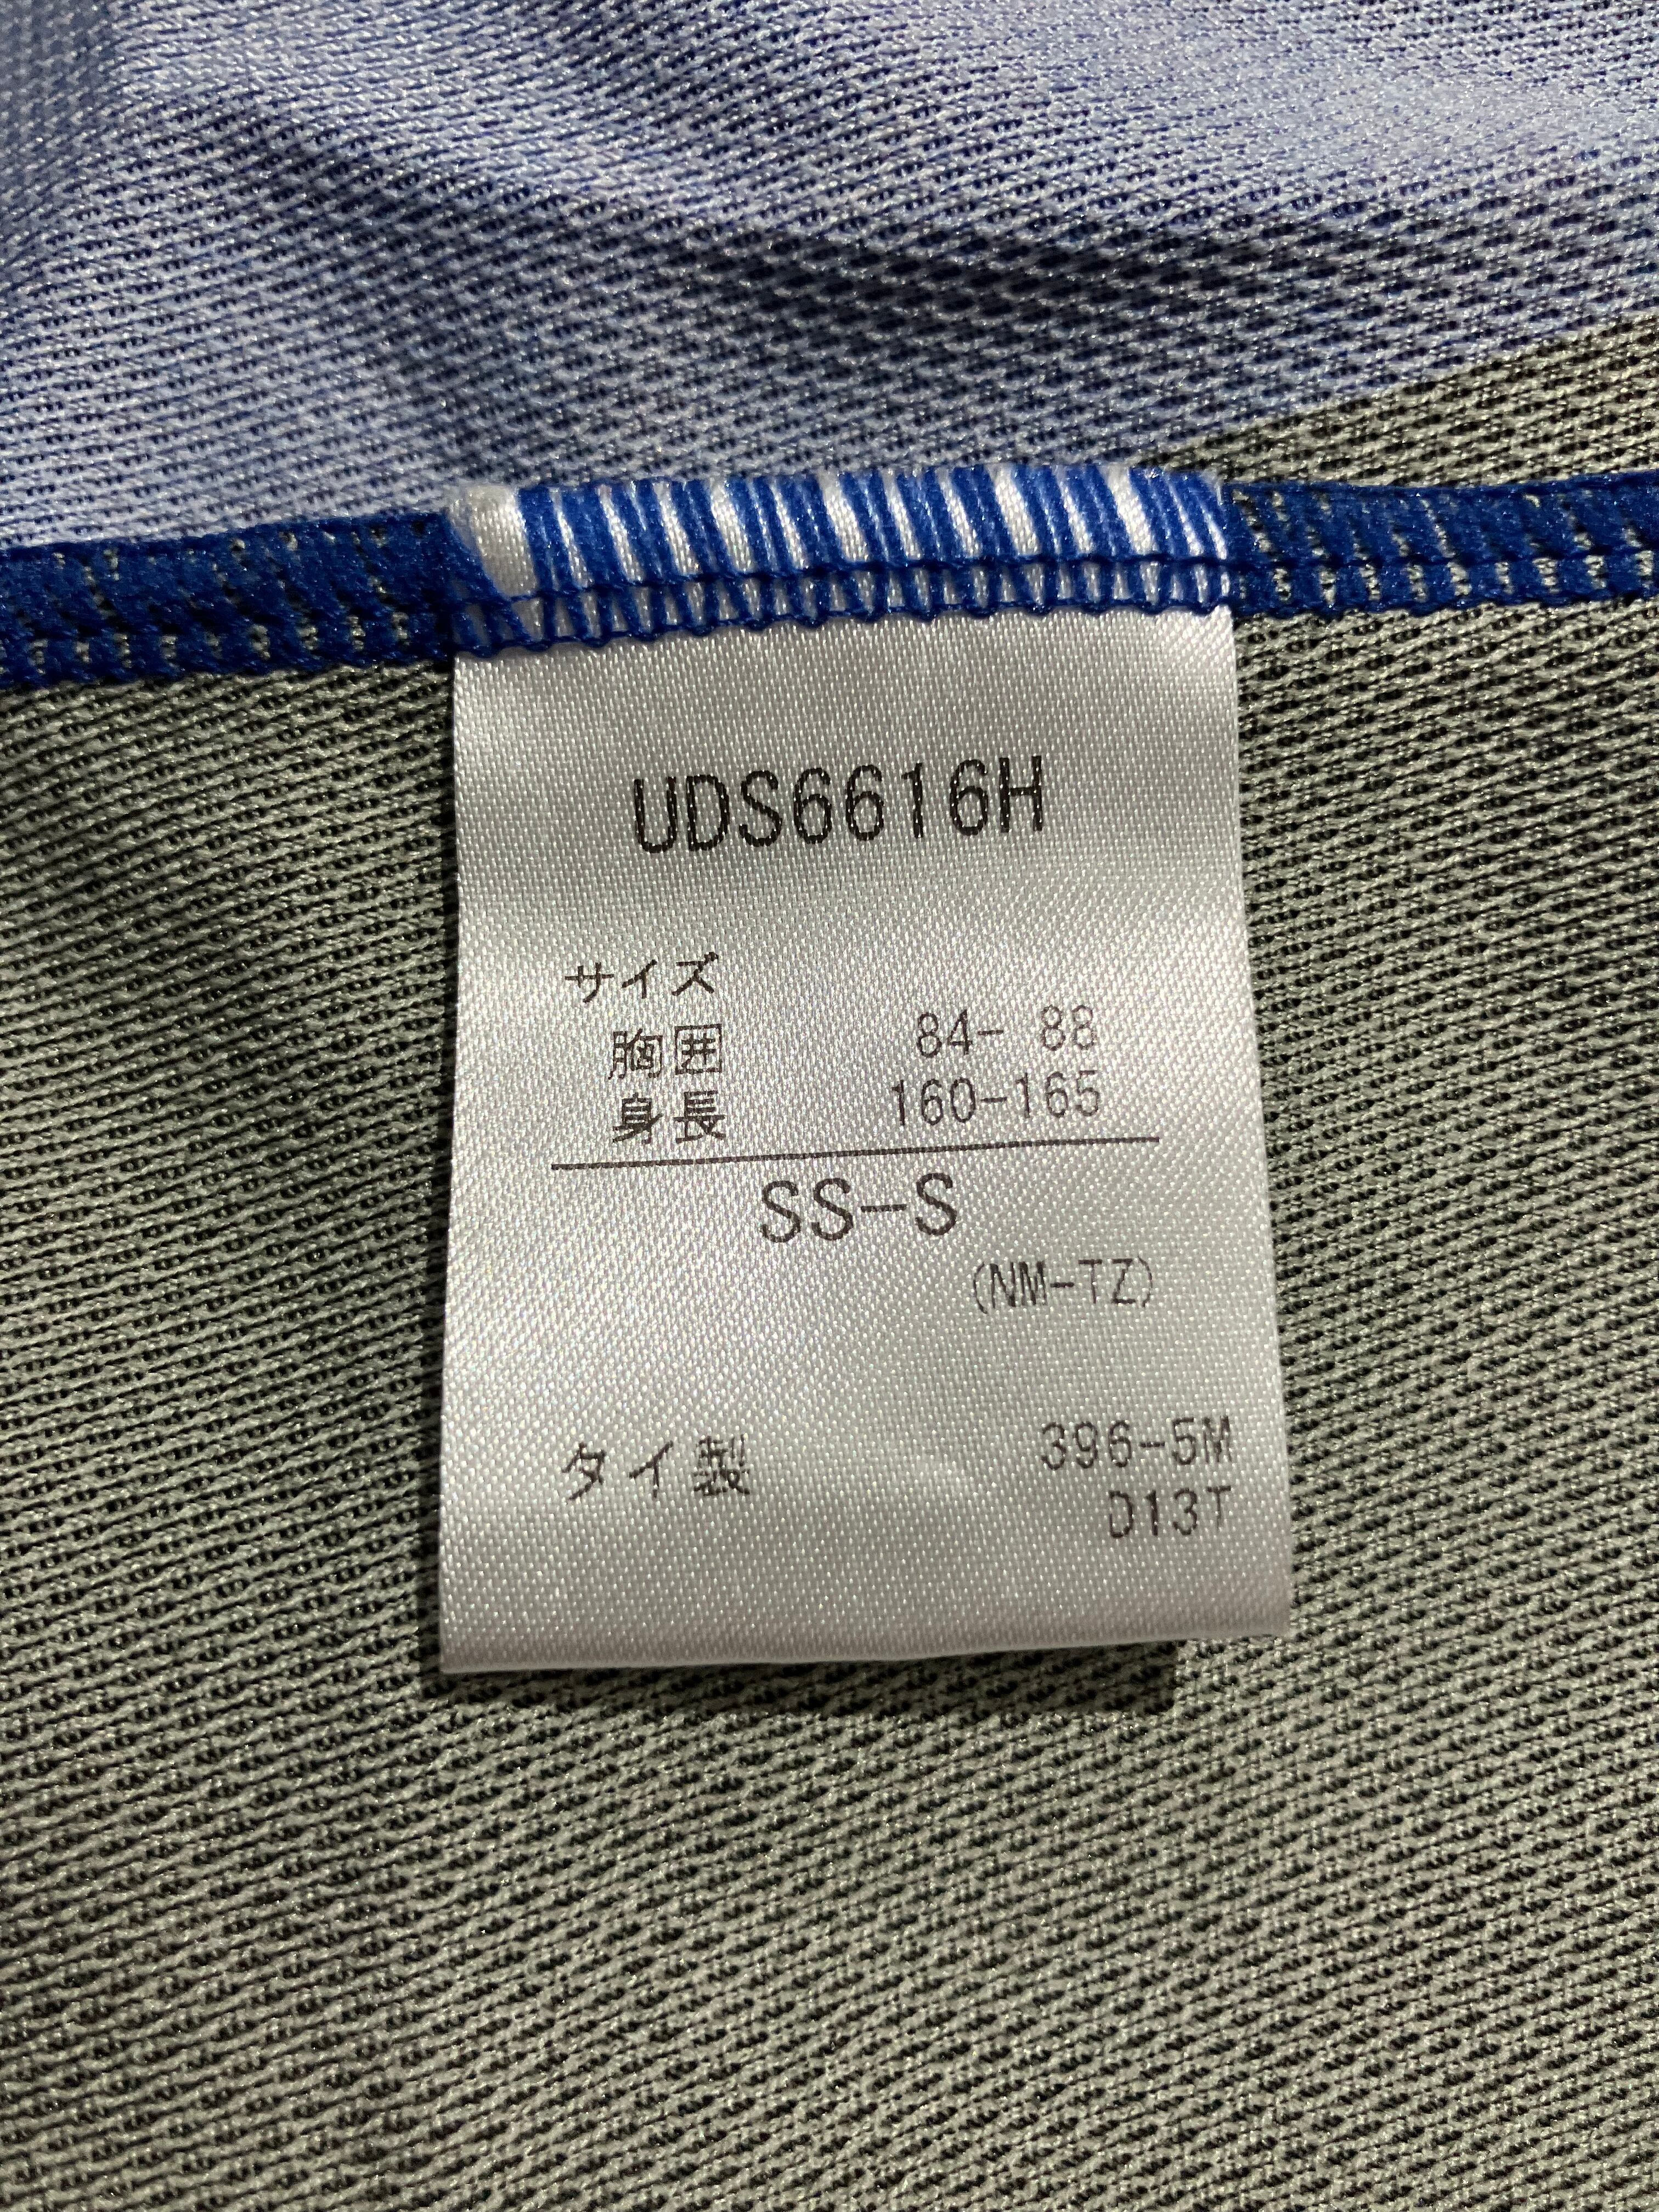 UDS6616H
サイズ
胸囲 84- 88
身長 160-165
SS-S
(NM-TZ)
タイ製 396-5M
D13T